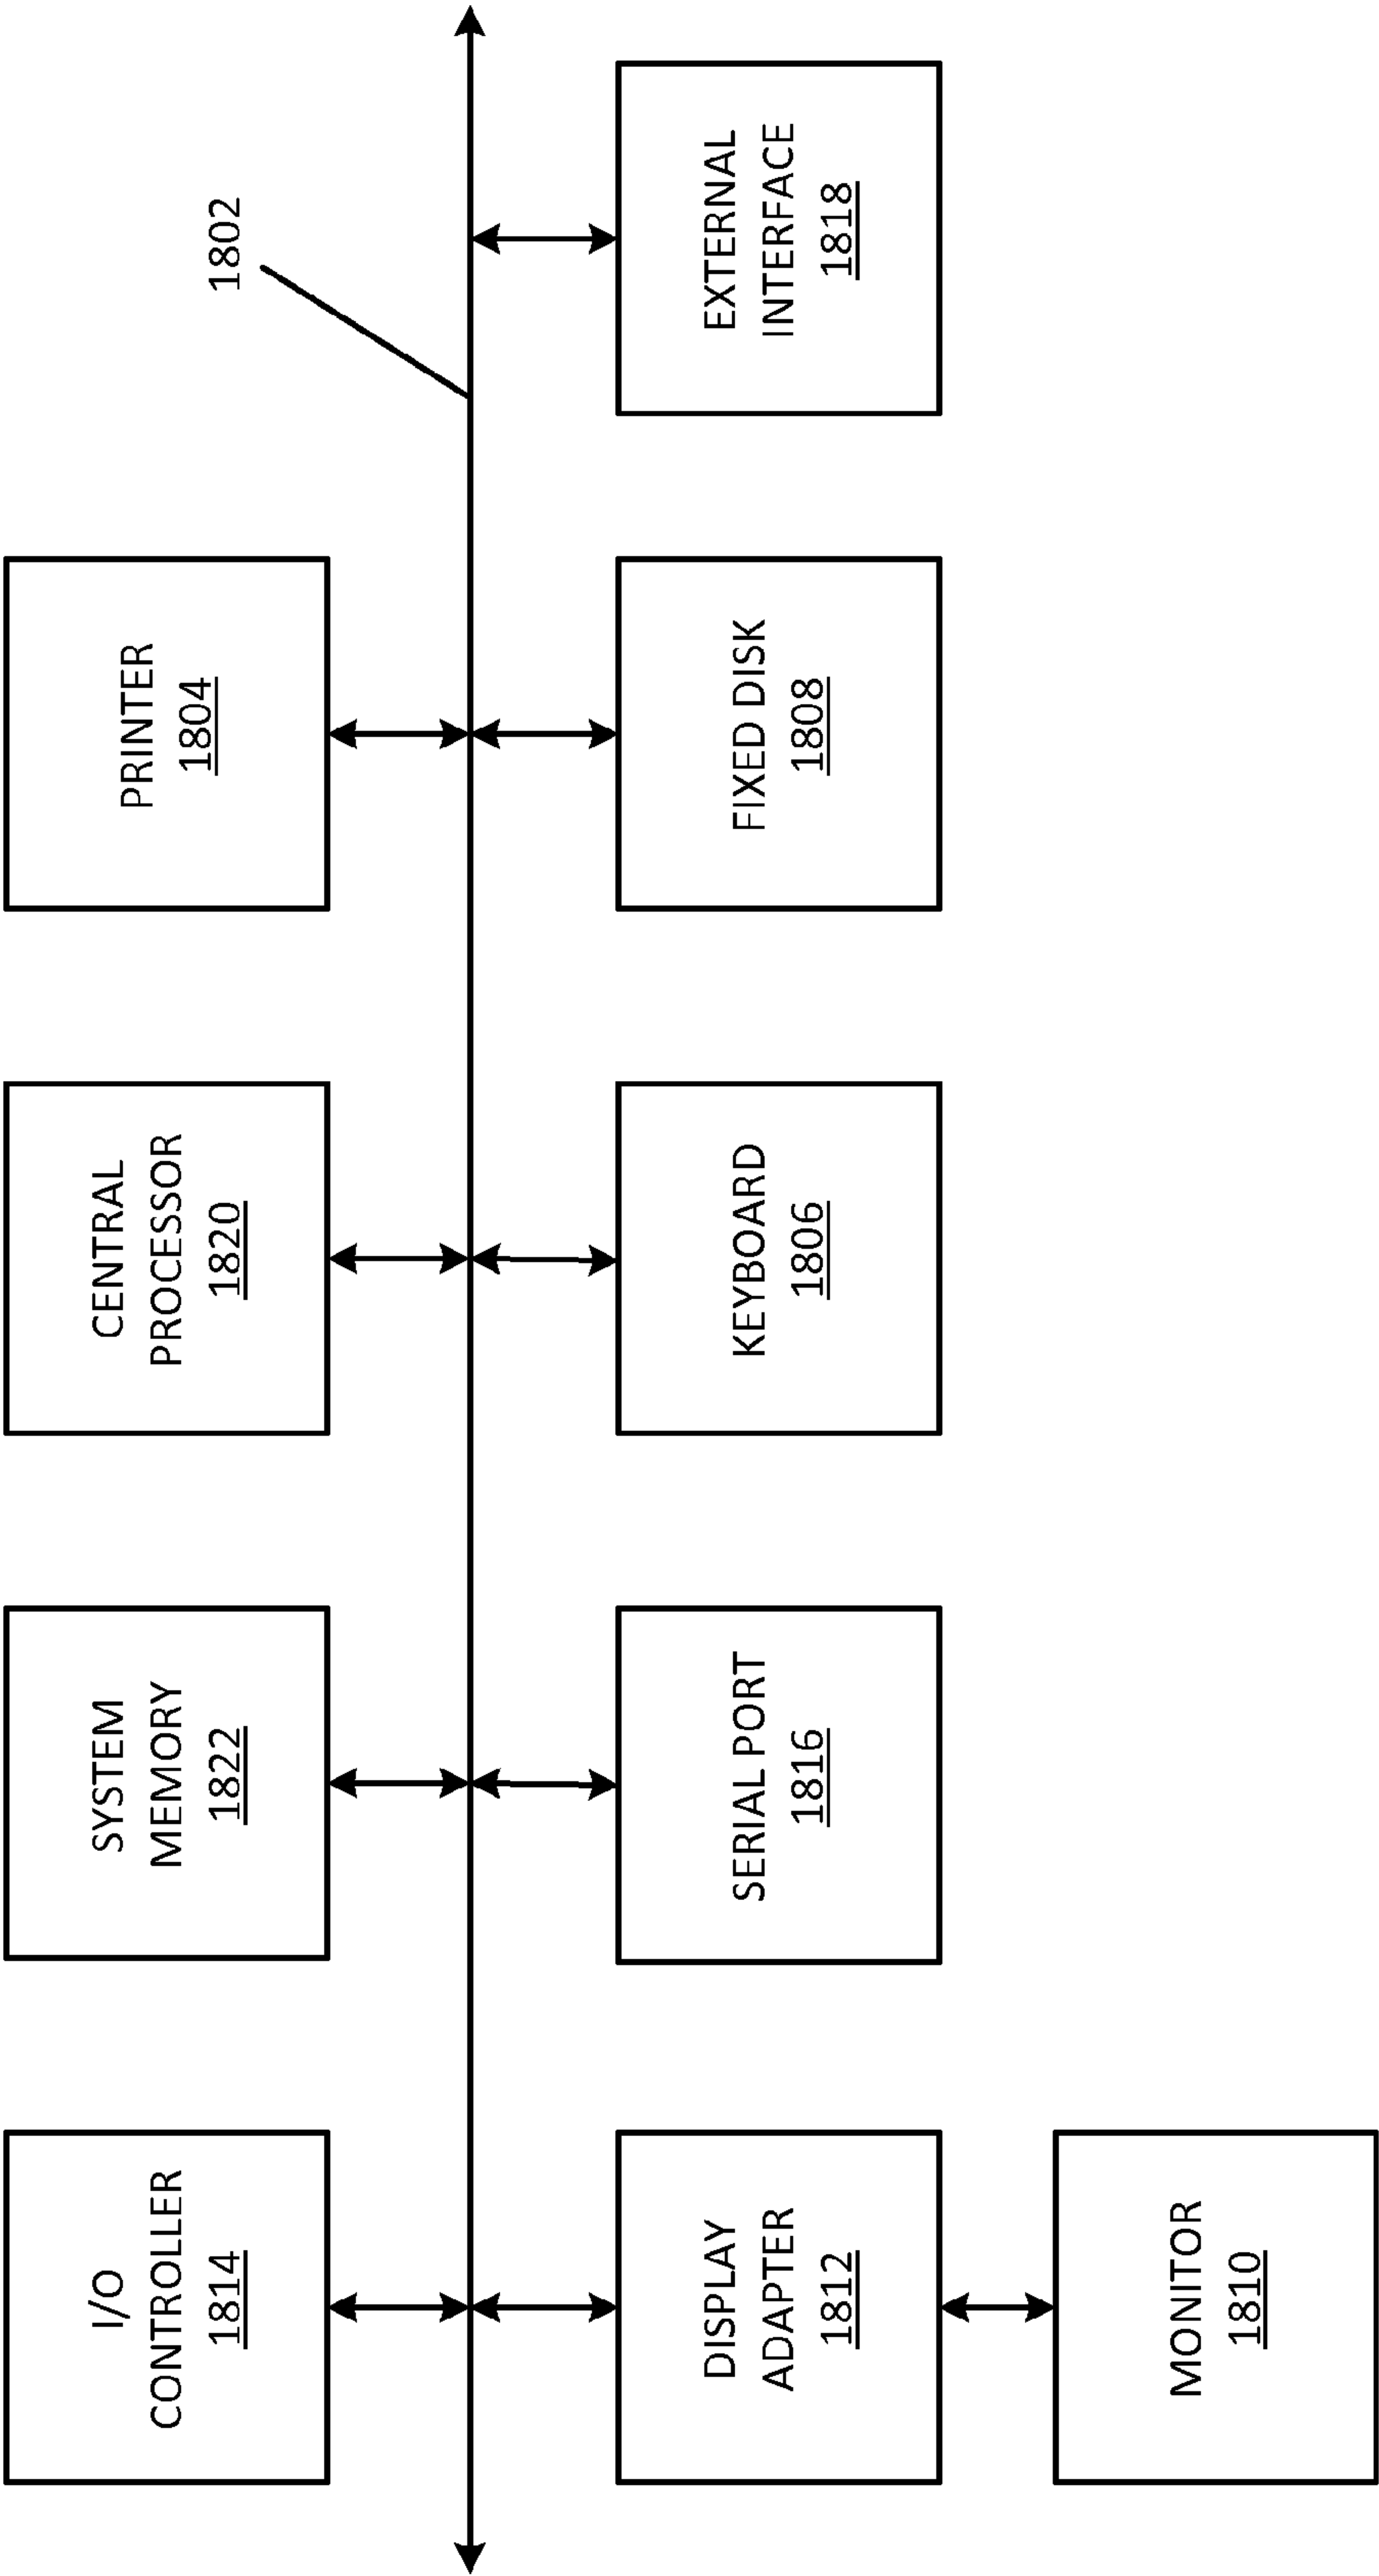 I/O
CONTROLLER
1814
SYSTEM
MEMORY
1822
CENTRAL
PROCESSOR
1820
PRINTER
1804
1802
DISPLAY
ADAPTER
1812
SERIAL PORT
1816
KEYBOARD
1806
FIXED DISK
1808
EXTERNAL
INTERFACE
1818
MONITOR
1810